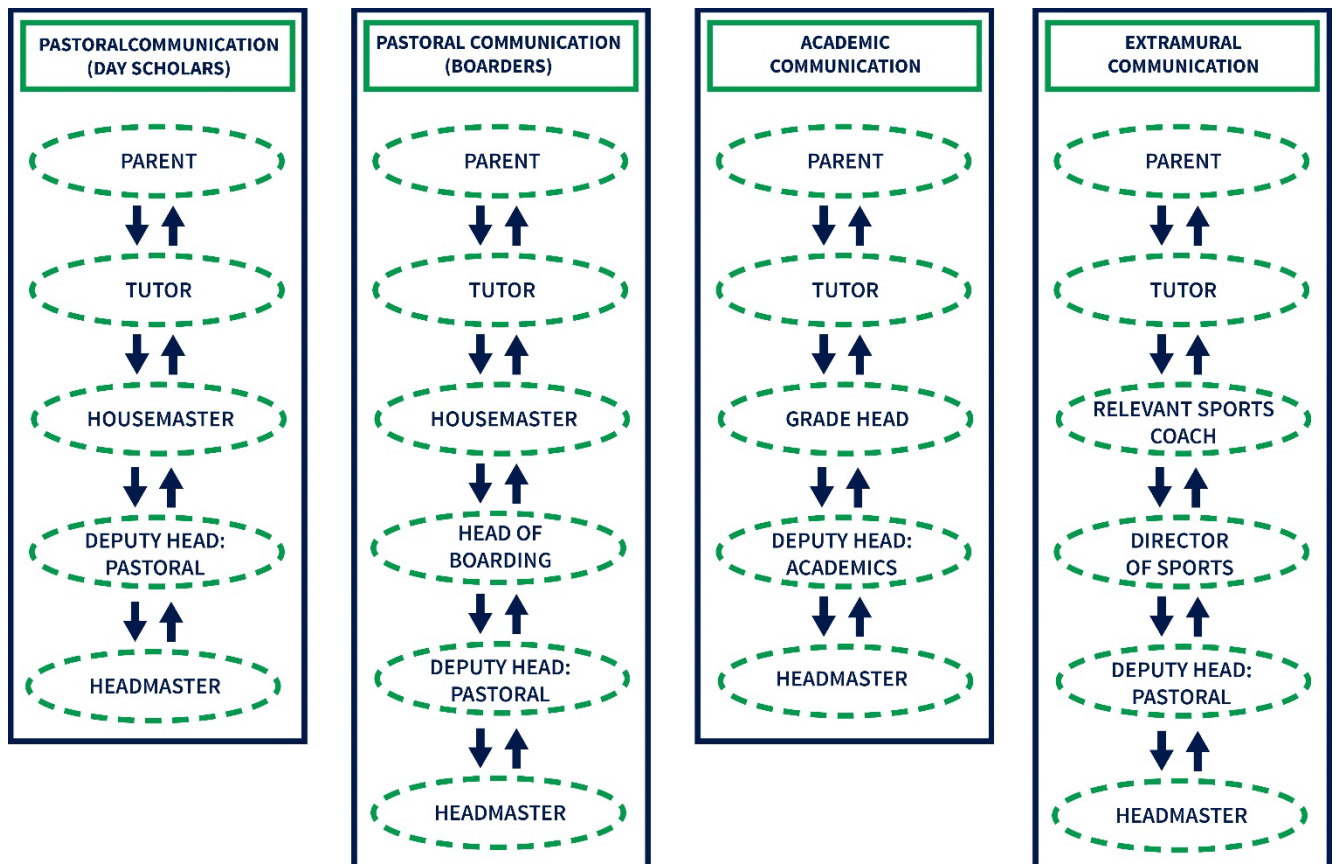 PASTORALCOMMUNICATION
(DAY SCHOLARS)
PARENT
TUTOR
HOUSEMASTER
DEPUTY HEAD:
PASTORAL
HEADMASTER
PASTORAL COMMUNICATION
(BOARDERS)
PARENT
TUTOR
HOUSEMASTER
HEAD OF
BOARDING
DEPUTY HEAD:
PASTORAL
HEADMASTER
ACADEMIC
COMMUNICATION
PARENT
TUTOR
GRADE HEAD
DEPUTY HEAD:
ACADEMICS
HEADMASTER
EXTRAMURAL
COMMUNICATION
PARENT
TUTOR
RELEVANT SPORTS
COACH
DIRECTOR
OF SPORTS
DEPUTY HEAD:
PASTORAL
HEADMASTER